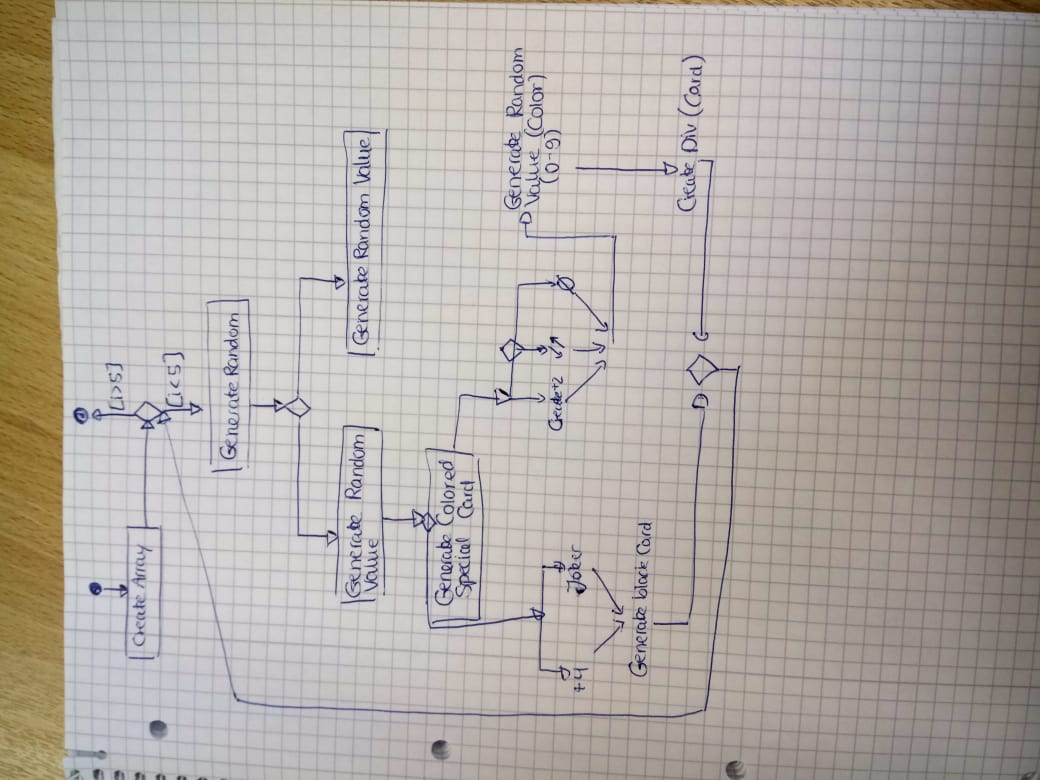 Create Array
[i>5]
[i<5]
Generate Random
Generate Random
Value
Generate Random Value
Generate Colored
Special Card
Create+2
Generate Random
Value (Color)
(0-9)
+4
Joker
Generate black Card
Create Div (Card)